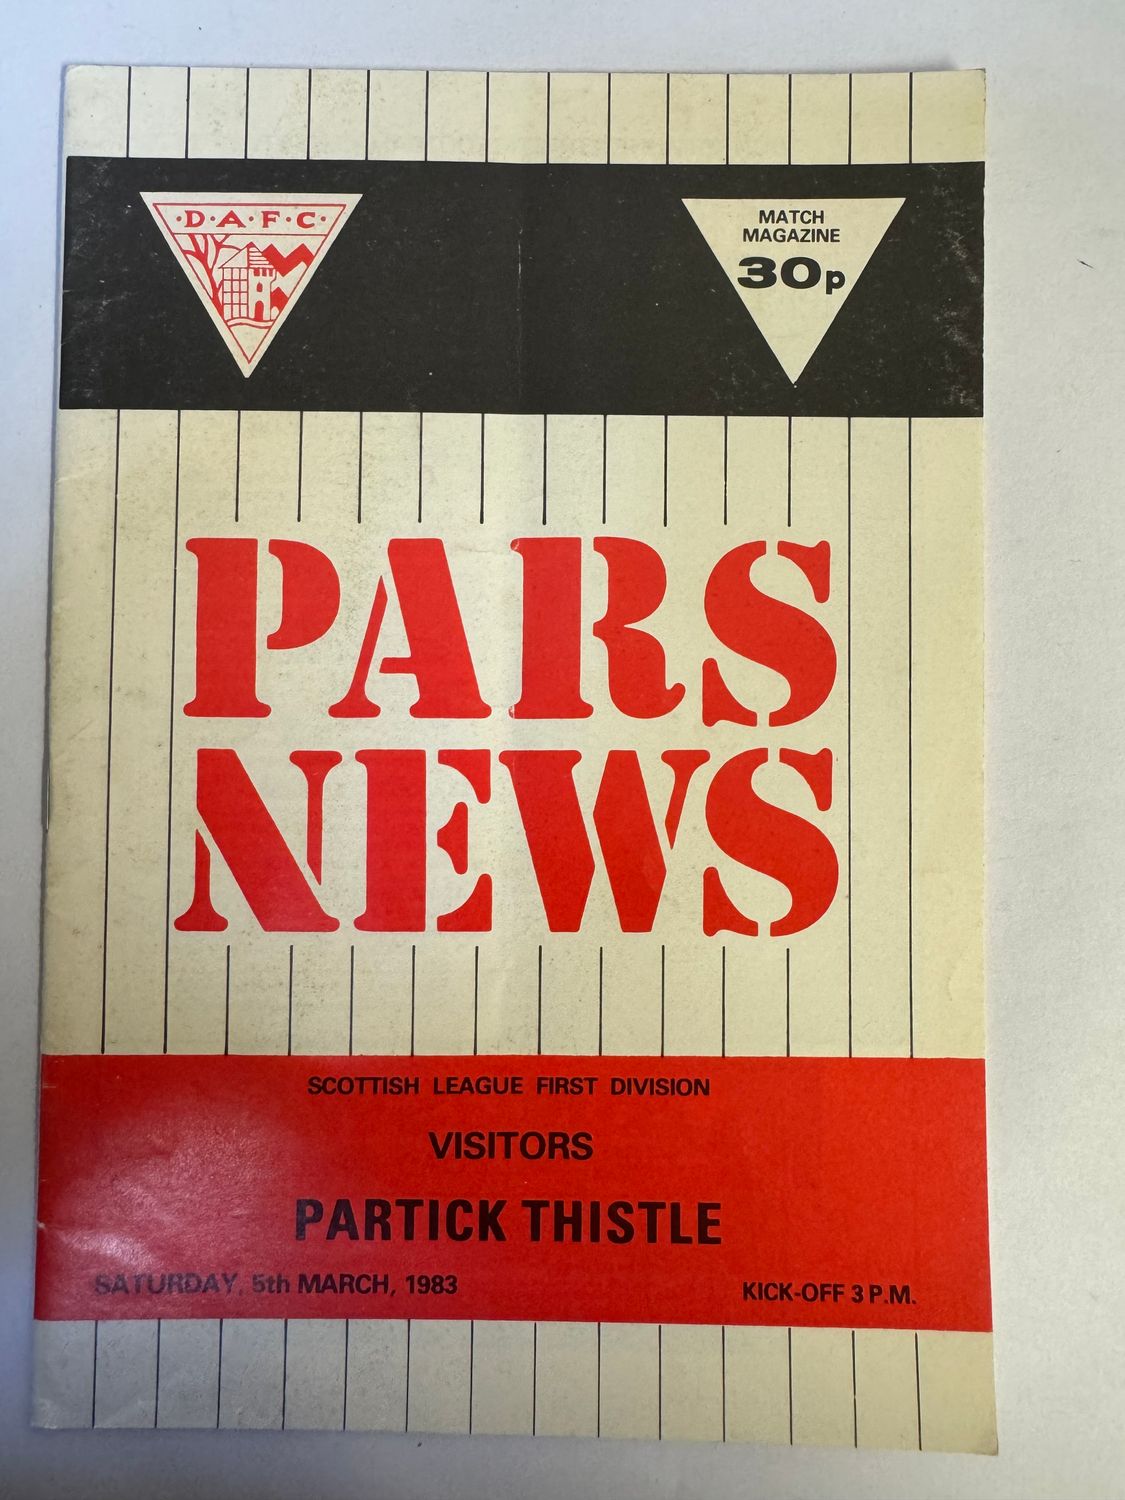 ·D·A·F·C·
MATCH
MAGAZINE
30p
PARS
NEWS
SCOTTISH LEAGUE FIRST DIVISION
VISITORS
PARTICK THISTLE
SATURDAY, 5th MARCH, 1983
KICK-OFF 3 P.M.